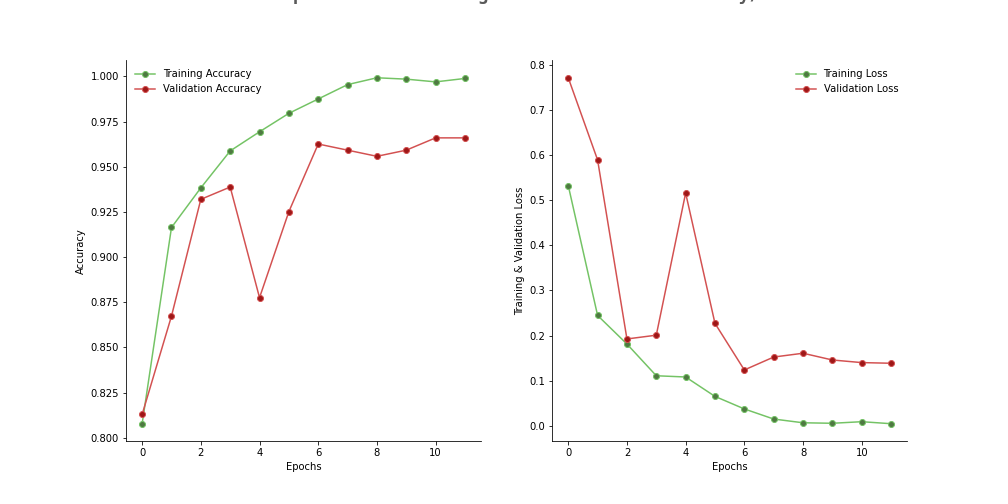 Training Accuracy
Validation Accuracy
1.000
0.975
0.950
0.925
0.900
0.875
0.850
0.825
0.800
Accuracy
0 2 4 6 8 10
Epochs
Training Loss
Validation Loss
0.8
0.7
0.6
0.5
0.4
0.3
0.2
0.1
0.0
Training & Validation Loss
0 2 4 6 8 10
Epochs